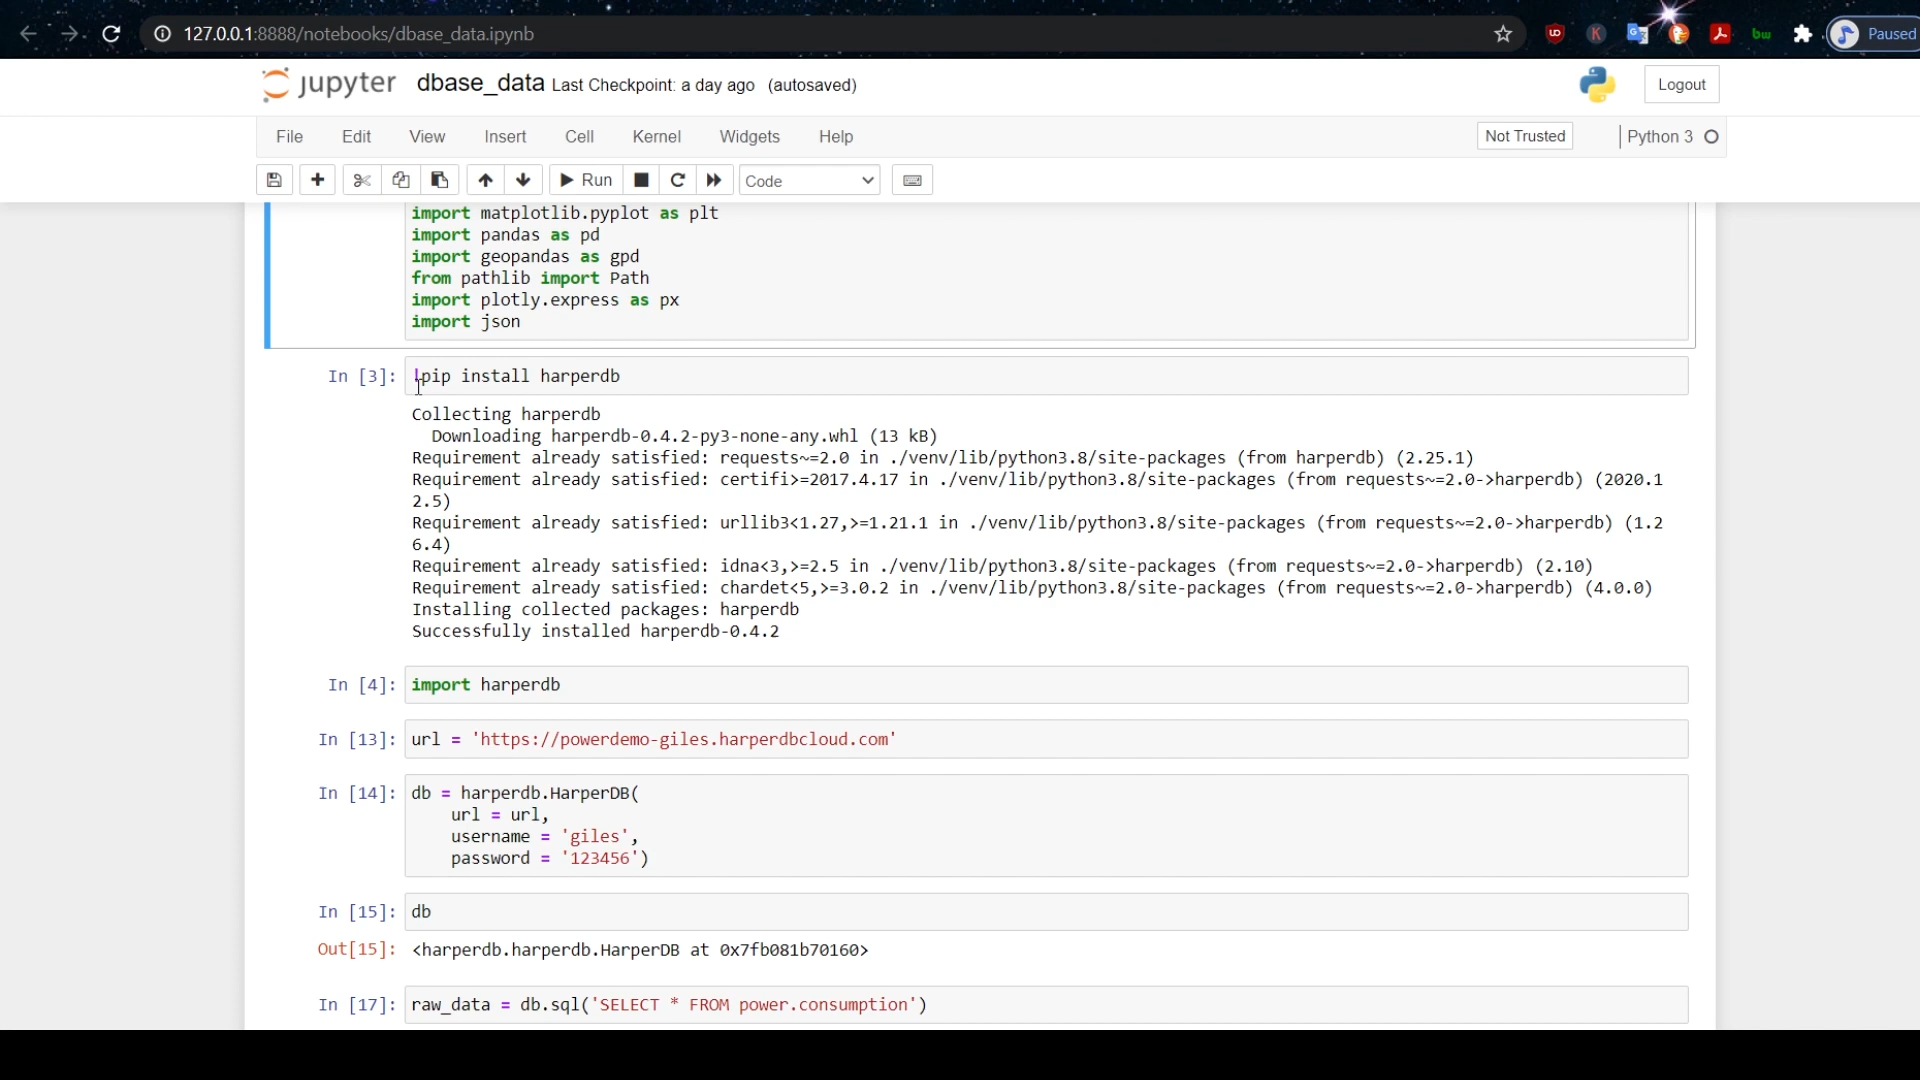 127.0.0.1:8888/notebooks/dbase_data.ipynb
Paused
jupyter dbase_data Last Checkpoint: a day ago (autosaved)
Logout
File Edit View Insert Cell Kernel Widgets Help
Not Trusted
Python 3
Run
Code
import matplotlib.pyplot as plt
import pandas as pd
import geopandas as gpd
from pathlib import Path
import plotly.express as px
import json
In [3]: !pip install harperdb
Collecting harperdb
Downloading harperdb-0.4.2-py3-none-any.whl (13 kB)
Requirement already satisfied: requests~=2.0 in ./venv/lib/python3.8/site-packages (from harperdb) (2.25.1)
Requirement already satisfied: certifi>=2017.4.17 in ./venv/lib/python3.8/site-packages (from requests~=2.0->harperdb) (2020.1
2.5)
Requirement already satisfied: urllib3<1.27,>=1.21.1 in ./venv/lib/python3.8/site-packages (from requests~=2.0->harperdb) (1.2
6.4)
Requirement already satisfied: idna<3,>=2.5 in ./venv/lib/python3.8/site-packages (from requests~=2.0->harperdb) (2.10)
Requirement already satisfied: chardet<5,>=3.0.2 in ./venv/lib/python3.8/site-packages (from requests~=2.0->harperdb) (4.0.0)
Installing collected packages: harperdb
Successfully installed harperdb-0.4.2
In [4]: import harperdb
In [13]: url = 'https://powerdemo-giles.harperdbcloud.com'
In [14]: db = harperdb.HarperDB(
url = url,
username = 'giles',
password = '123456')
In [15]: db
Out[15]: <harperdb.harperdb.HarperDB at 0x7fb081b70160>
In [17]: raw_data = db.sql('SELECT * FROM power.consumption')